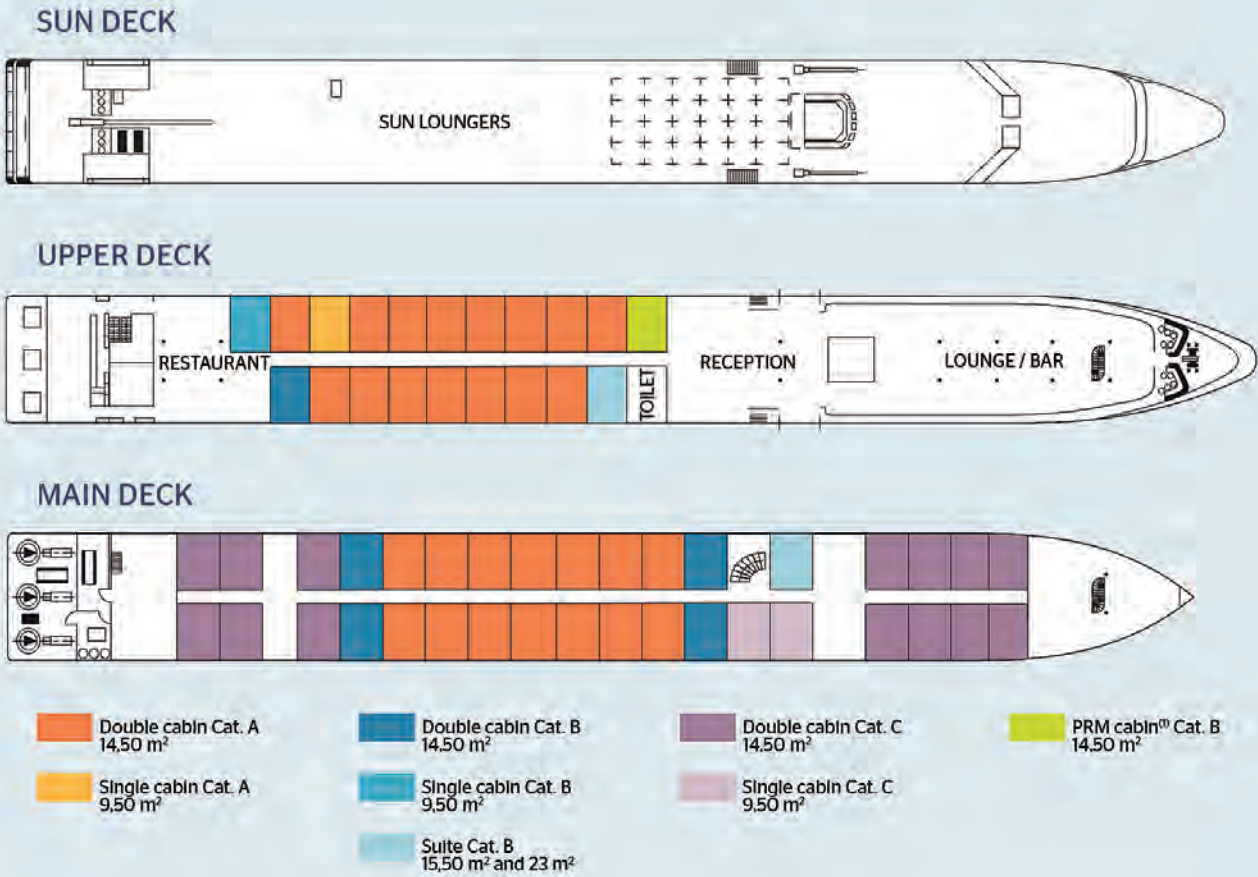 SUN DECK
SUN LOUNGERS
UPPER DECK
RESTAURANT
TOILET
RECEPTION
LOUNGE / BAR
MAIN DECK
Double cabin Cat. A
14,50 m²
Single cabin Cat. A
9,50 m²
Double cabin Cat. B
14,50 m²
Single cabin Cat. B
9,50 m²
Suite Cat. B
15,50 m² and 23 m²
Double cabin Cat. C
14,50 m²
Single cabin Cat. C
9,50 m²
PRM cabin⁽¹⁾ Cat. B
14.50 m²